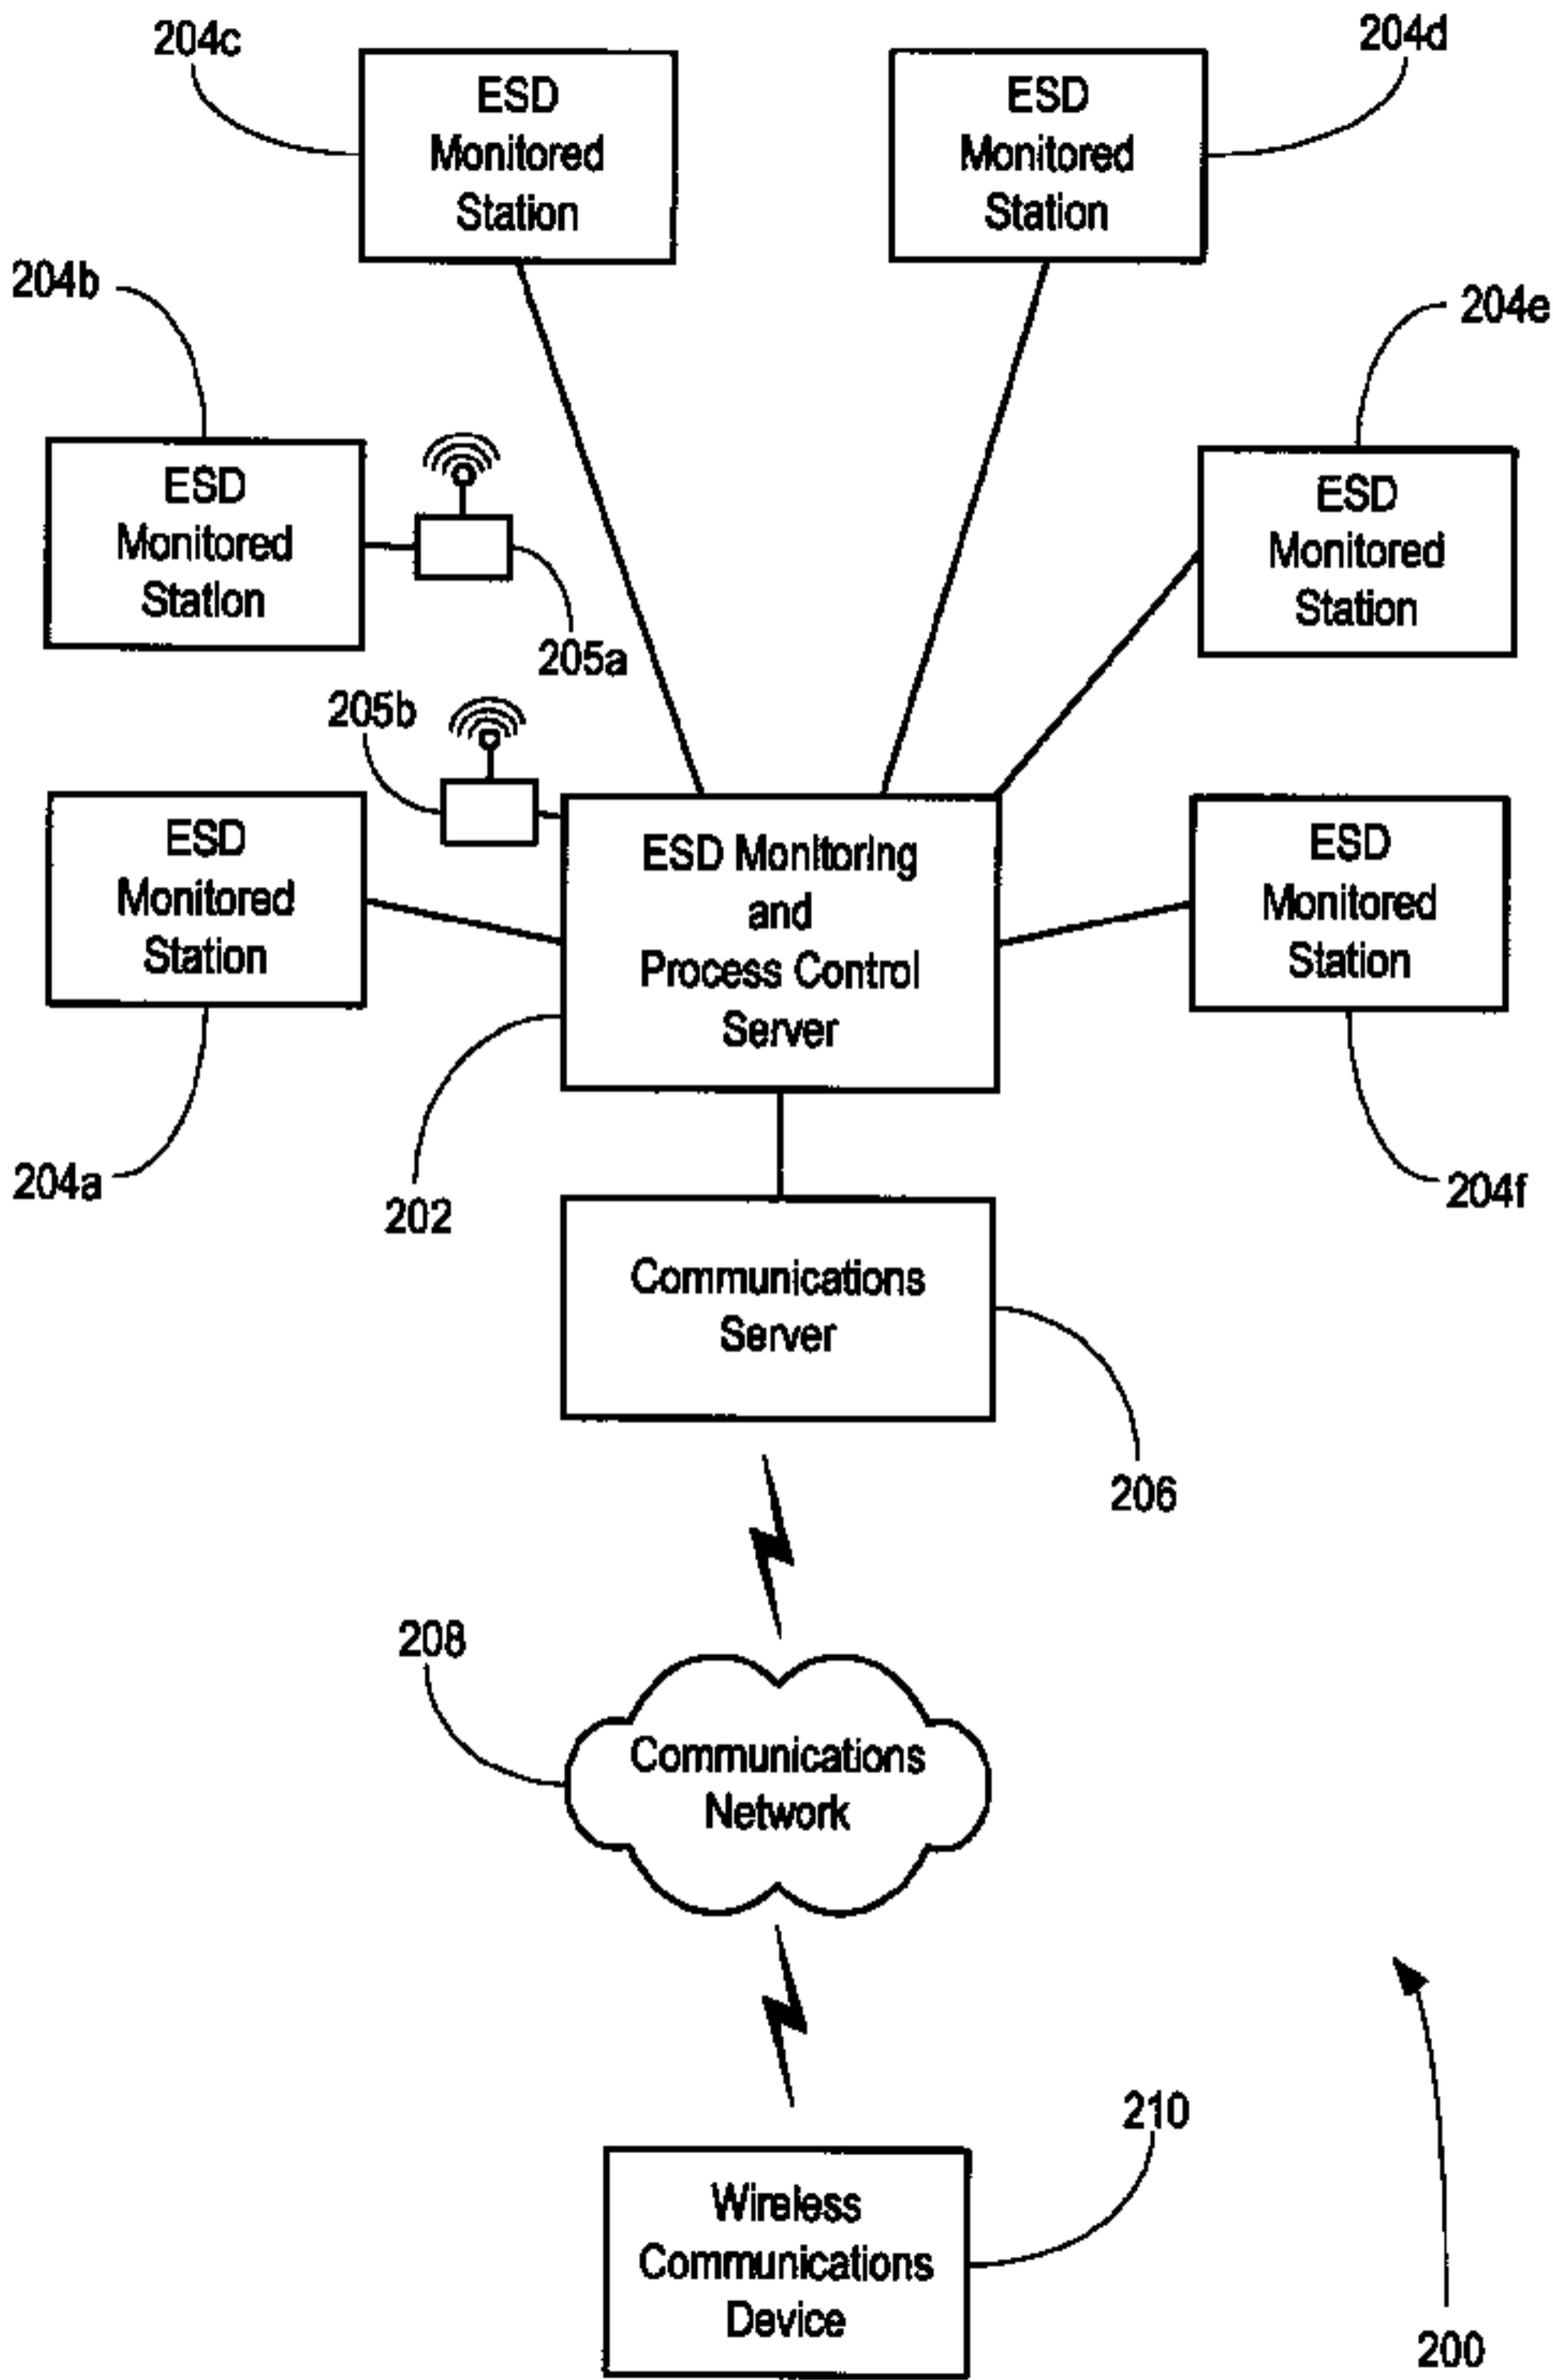 204c
204d
ESD
Monitored
Station
ESD
Monitored
Station
204b
204e
ESD
Monitored
Station
ESD
Monitored
Station
205a
205b
ESD
Monitored
Station
ESD Monitoring
and
Process Control
Server
ESD
Monitored
Station
204a
202
204f
Communications
Server
206
208
Communications
Network
210
Wireless
Communications
Device
200